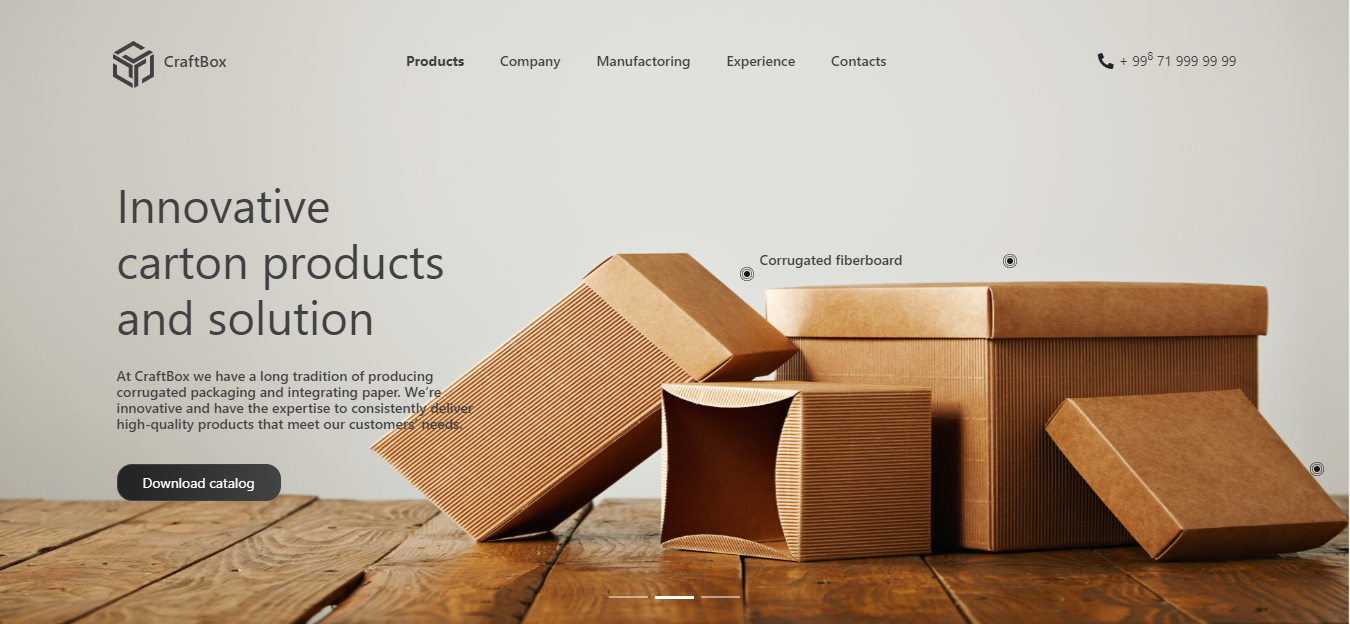 CraftBox
Products Company Manufactoring Experience Contacts
+ 998 71 999 99 99
Innovative
carton products
and solution
Corrugated fiberboard
At CraftBox we have a long tradition of producing
corrugated packaging and integrating paper. We’re
innovative and have the expertise to consistently deliver
high-quality products that meet our customers’ needs.
Download catalog